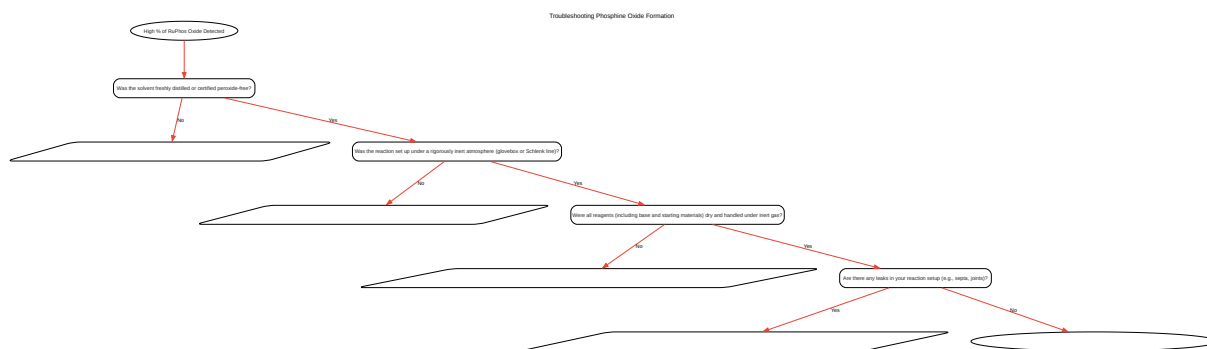 Troubleshooting Phosphine Oxide Formation
High % of RuPhos Oxide Detected
Was the solvent freshly distilled or certified peroxide-free?
No
Yes
Was the reaction set up under a rigorously inert atmosphere (glovebox or Schlenk line)?
No
Yes
Were all reagents (including base and starting materials) dry and handled under inert gas?
No
Yes
Are there any leaks in your reaction setup (e.g., septa, joints)?
Yes
No